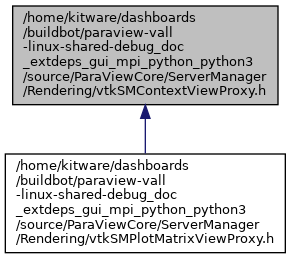 /home/kitware/dashboards
/buildbot/paraview-vall
-linux-shared-debug_doc
_extdeps_gui_mpi_python_python3
/source/ParaViewCore/ServerManager
/Rendering/vtkSMContextViewProxy.h
/home/kitware/dashboards
/buildbot/paraview-vall
-linux-shared-debug_doc
_extdeps_gui_mpi_python_python3
/source/ParaViewCore/ServerManager
/Rendering/vtkSMPlotMatrixViewProxy.h